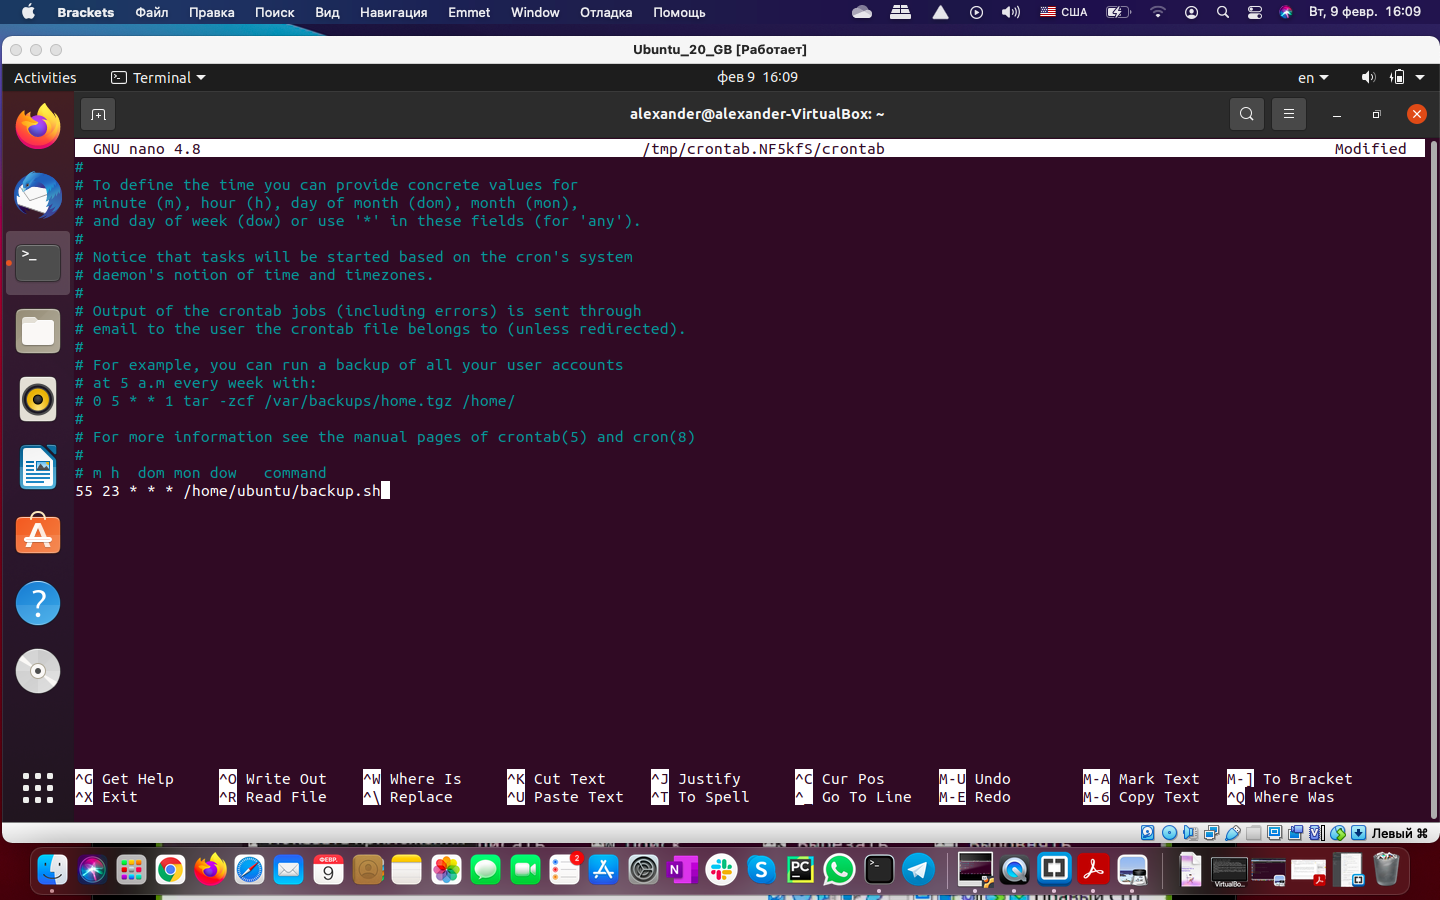 Brackets Файл Правка Поиск Вид Навигация Emmet Window Отладка Помощь США Вт, 9 февр. 16:09
Ubuntu_20_GB [Работает]
Activities Terminal фев 9 16:09 en
alexander@alexander-VirtualBox: ~
GNU nano 4.8 /tmp/crontab.NF5kfS/crontab Modified
#
# To define the time you can provide concrete values for
# minute (m), hour (h), day of month (dom), month (mon),
# and day of week (dow) or use '*' in these fields (for 'any').
#
# Notice that tasks will be started based on the cron's system
# daemon's notion of time and timezones.
#
# Output of the crontab jobs (including errors) is sent through
# email to the user the crontab file belongs to (unless redirected).
#
# For example, you can run a backup of all your user accounts
# at 5 a.m every week with:
# 0 5 * * 1 tar -zcf /var/backups/home.tgz /home/
#
# For more information see the manual pages of crontab(5) and cron(8)
#
# m h  dom mon dow   command
55 23 * * * /home/ubuntu/backup.sh
^G Get Help ^O Write Out ^W Where Is ^K Cut Text ^J Justify ^C Cur Pos M-U Undo M-A Mark Text M-] To Bracket
^X Exit ^R Read File ^\ Replace ^U Paste Text ^T To Spell ^_ Go To Line M-E Redo M-6 Copy Text ^Q Where Was
Левый ⌘
ФЕВР.
9
2